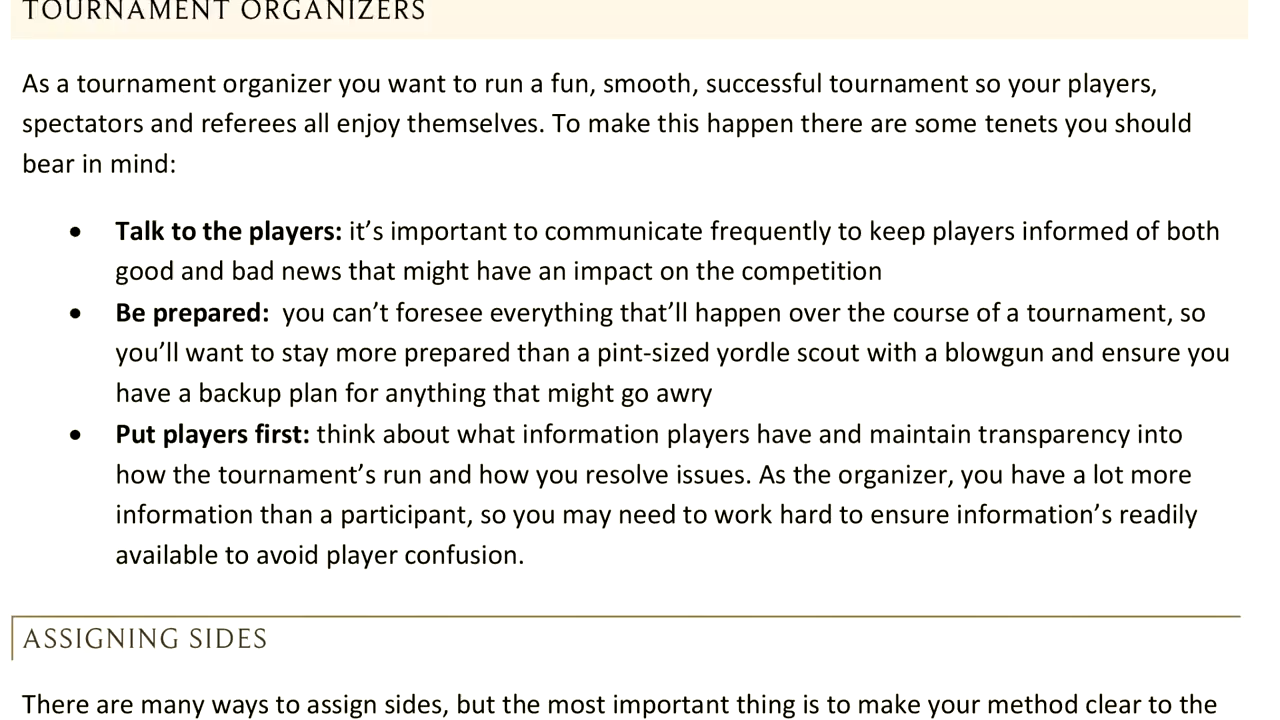 TOURNAMENT ORGANIZERS
As a tournament organizer you want to run a fun, smooth, successful tournament so your players,
spectators and referees all enjoy themselves. To make this happen there are some tenets you should
bear in mind:
• Talk to the players: it’s important to communicate frequently to keep players informed of both
good and bad news that might have an impact on the competition
• Be prepared:  you can’t foresee everything that’ll happen over the course of a tournament, so
you’ll want to stay more prepared than a pint-sized yordle scout with a blowgun and ensure you
have a backup plan for anything that might go awry
• Put players first: think about what information players have and maintain transparency into
how the tournament’s run and how you resolve issues. As the organizer, you have a lot more
information than a participant, so you may need to work hard to ensure information’s readily
available to avoid player confusion.
ASSIGNING SIDES
There are many ways to assign sides, but the most important thing is to make your method clear to the